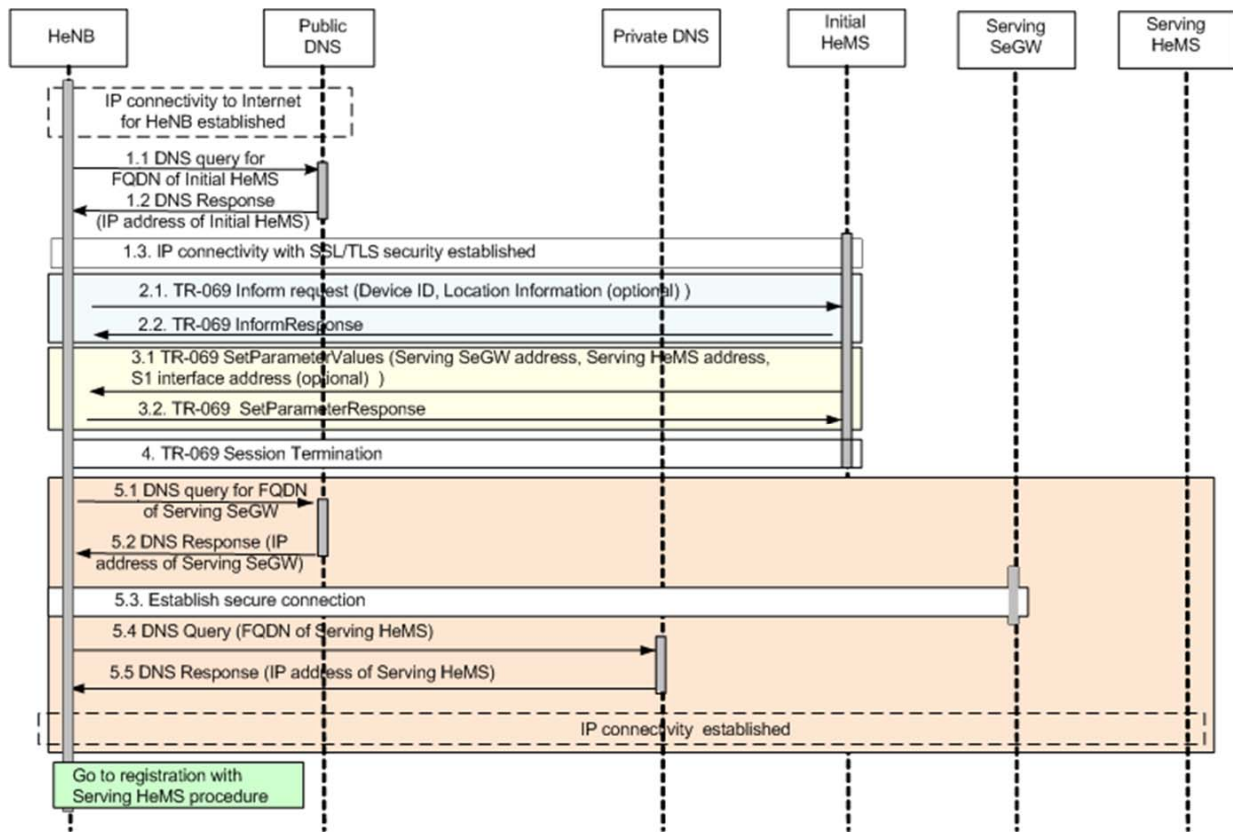 HeNB
Public
DNS
Private DNS
Initial
HeMS
Serving
SeGW
Serving
HeMS
IP connectivity to Internet
for HeNB established
1.1 DNS query for
FQDN of Initial HeMS
1.2 DNS Response
(IP address of Initial HeMS)
1.3. IP connectivity with SSL/TLS security established
2.1. TR-069 Inform request (Device ID, Location Information (optional) )
2.2. TR-069 InformResponse
3.1 TR-069 SetParameterValues (Serving SeGW address, Serving HeMS address,
S1 interface address (optional) )
3.2. TR-069 SetParameterResponse
4. TR-069 Session Termination
5.1 DNS query for FQDN
of Serving SeGW
5.2 DNS Response (IP
address of Serving SeGW)
5.3. Establish secure connection
5.4 DNS Query (FQDN of Serving HeMS)
5.5 DNS Response (IP address of Serving HeMS)
IP connectivity established
Go to registration with
Serving HeMS procedure